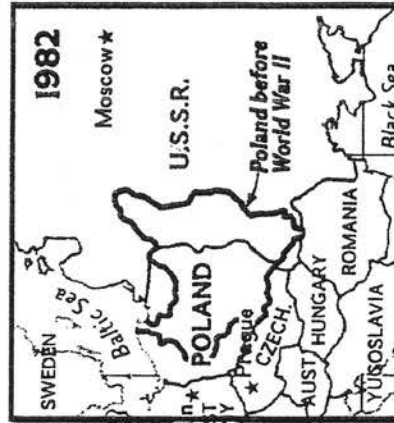 1982
Moscow
SWEDEN
Baltic Sea
U.S.S.R.
Poland before
World War II
POLAND
Prague
CZECH.
AUST
HUNGARY
ROMANIA
YUGOSLAVIA
Black Sea
n
ST
Y